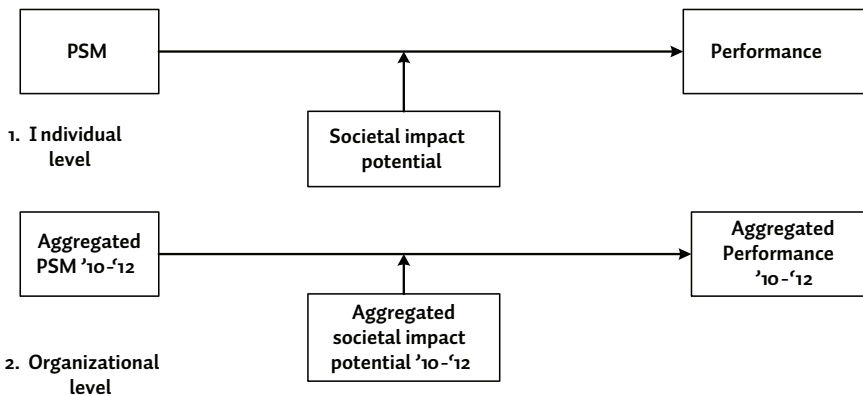 PSM
Performance
1. Individual
level
Societal impact
potential
Aggregated
PSM ’10-‘12
Aggregated
Performance
’10-‘12
Aggregated
societal impact
potential ’10-‘12
2. Organizational
level